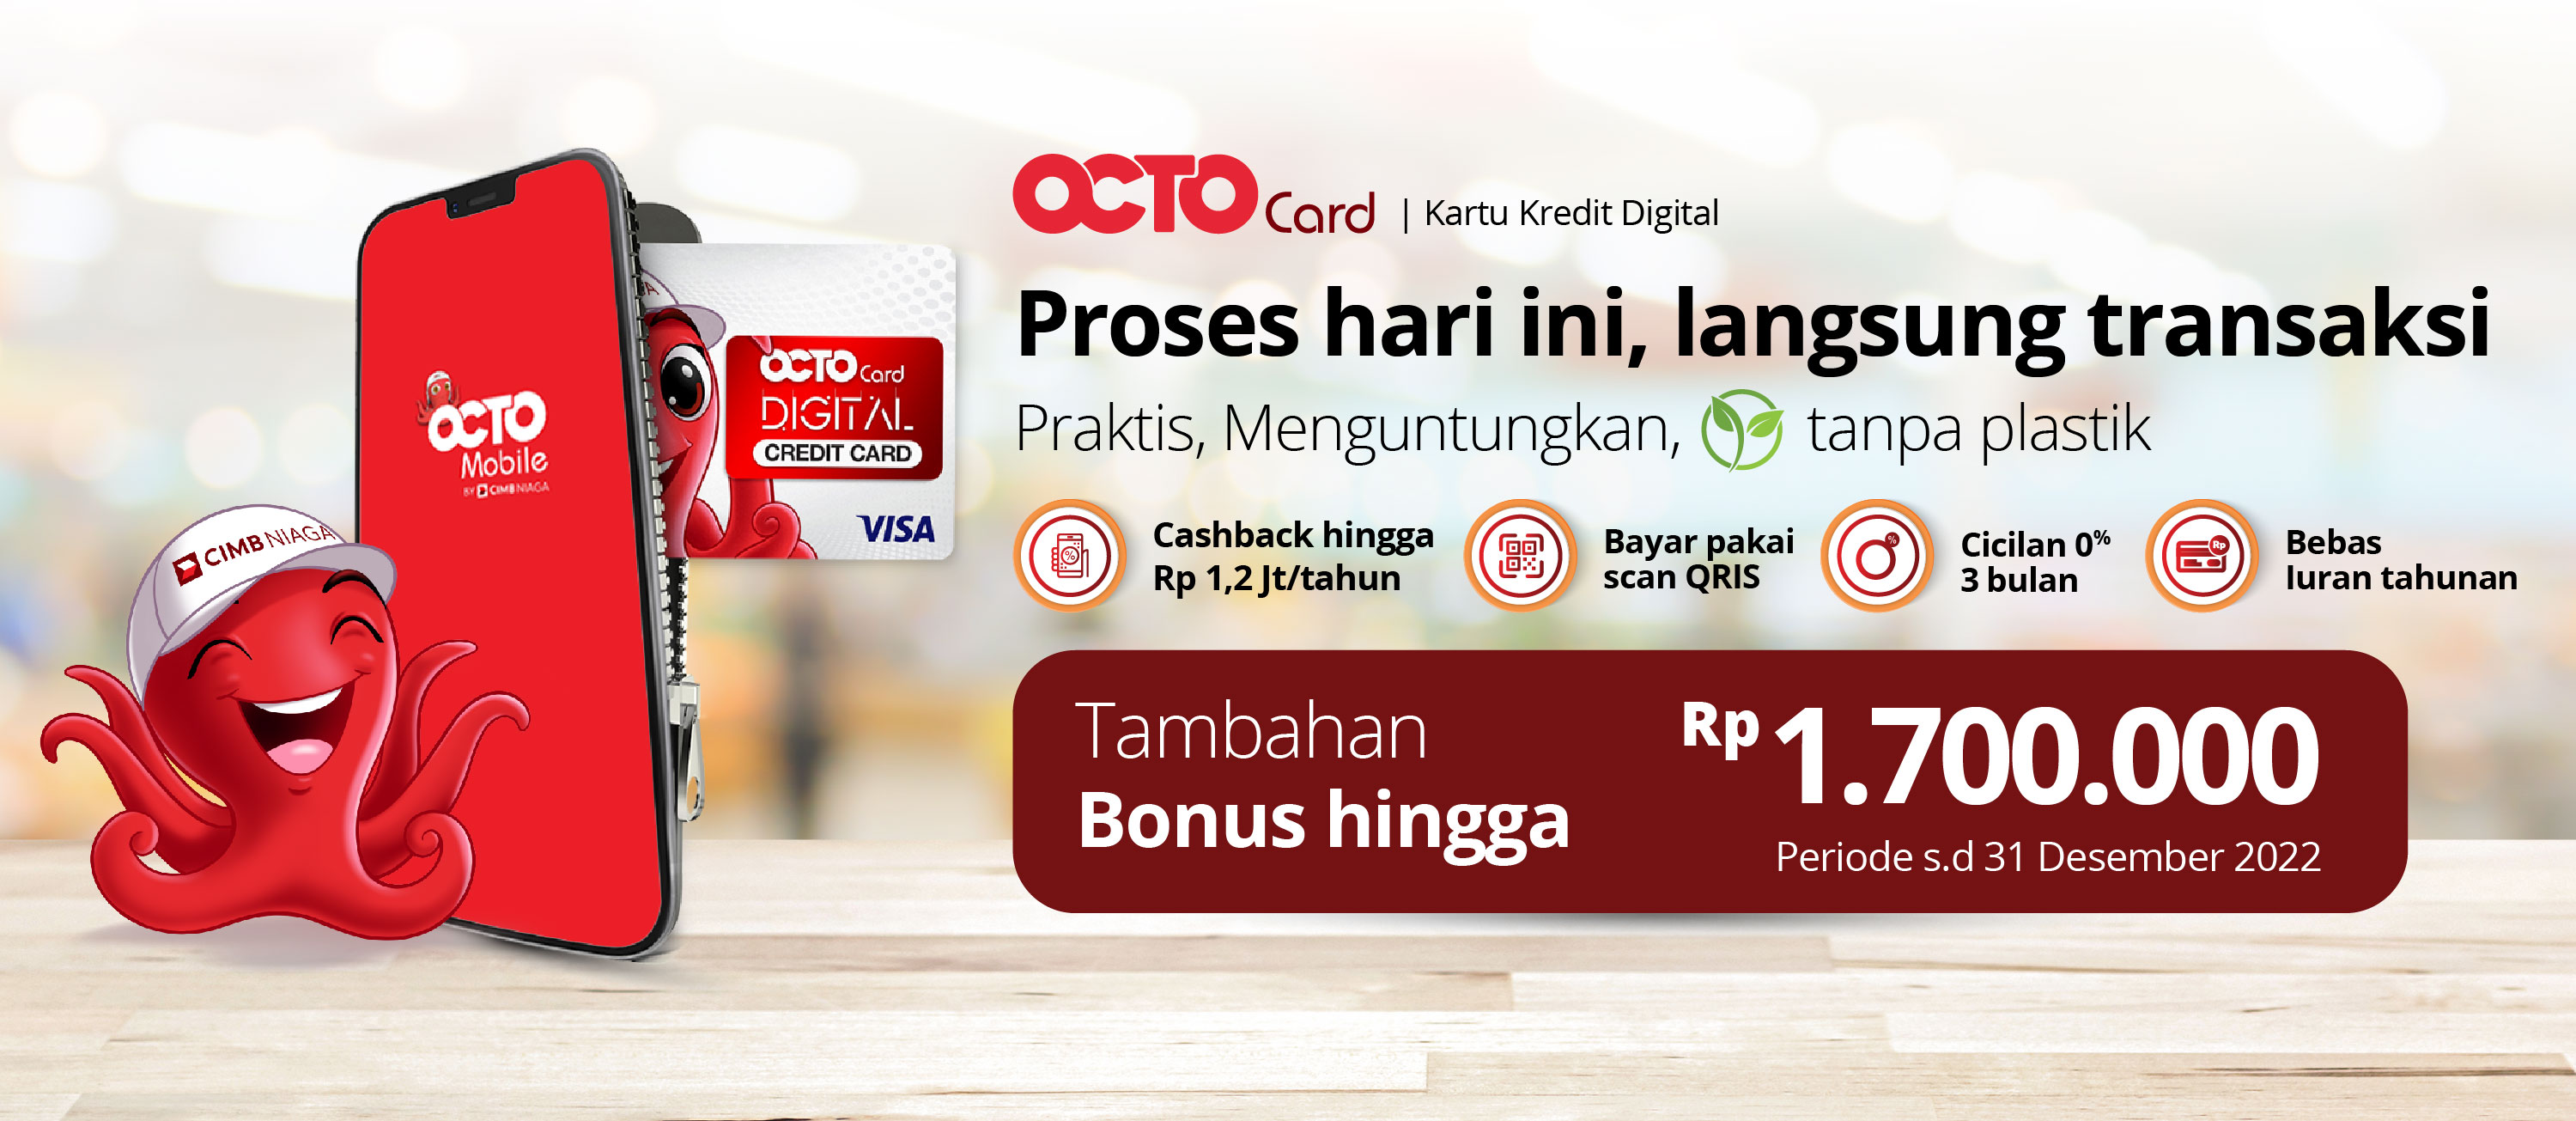 OCTO Card | Kartu Kredit Digital
Proses hari ini, langsung transaksi
Praktis, Menguntungkan, tanpa plastik
Cashback hingga
Rp 1,2 Jt/tahun
Bayar pakai
scan QRIS
Cicilan 0%
3 bulan
Rp
Bebas
Iuran tahunan
Tambahan
Bonus hingga
Rp 1.700.000
Periode s.d 31 Desember 2022
OCTO
Mobile
BY CIMB NIAGA
OCTO Card
DIGITAL
CREDIT CARD
VISA
CIMB NIAGA